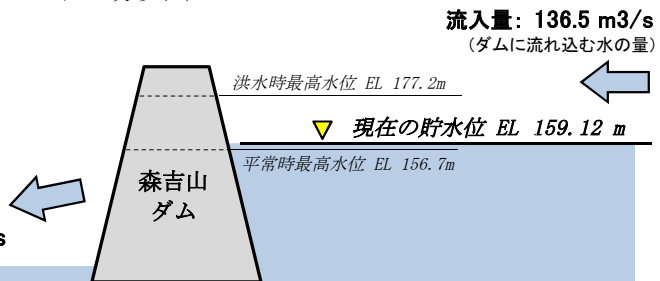 流入量: 136.5 m3/s
(ダムに流れ込む水の量)
洪水時最高水位 EL 177.2m
現在の貯水位 EL 159.12 m
平常時最高水位 EL 156.7m
森吉山
ダム
s